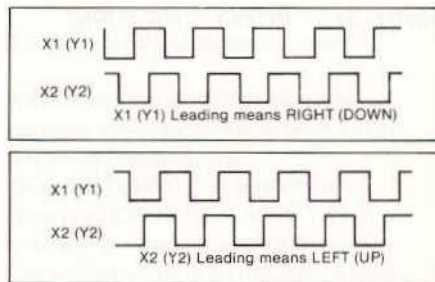 X1 (Y1)
X2 (Y2)
X1 (Y1) Leading means RIGHT (DOWN)
X1 (Y1)
X2 (Y2)
X2 (Y2) Leading means LEFT (UP)